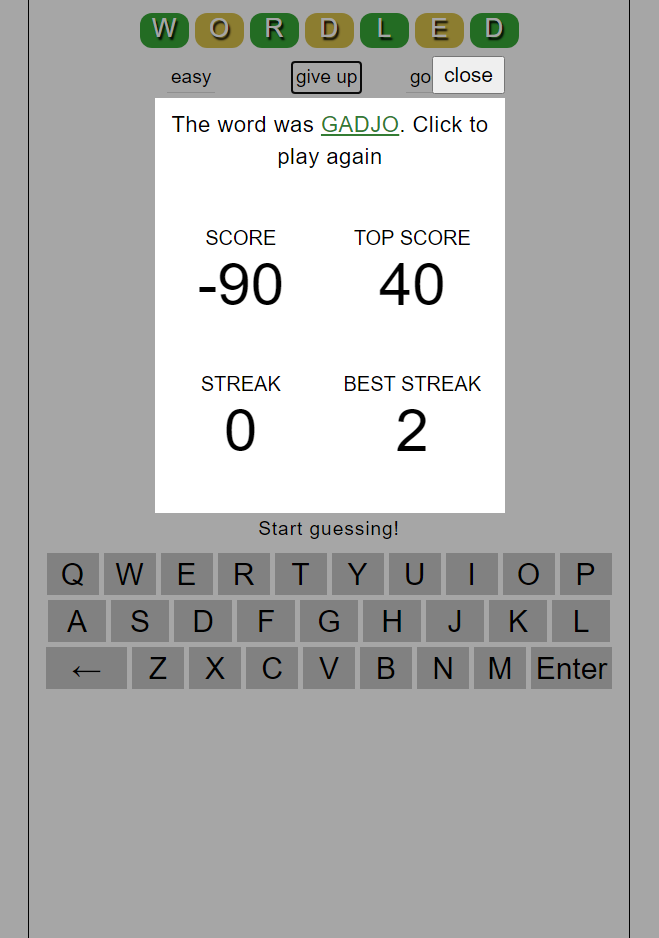 WORDLED
easy give up go close
The word was GADJO. Click to
play again
SCORE TOP SCORE
-90 40
STREAK BEST STREAK
0 2
Start guessing!
Q W E R T Y U I O P
A S D F G H J K L
← Z X C V B N M Enter